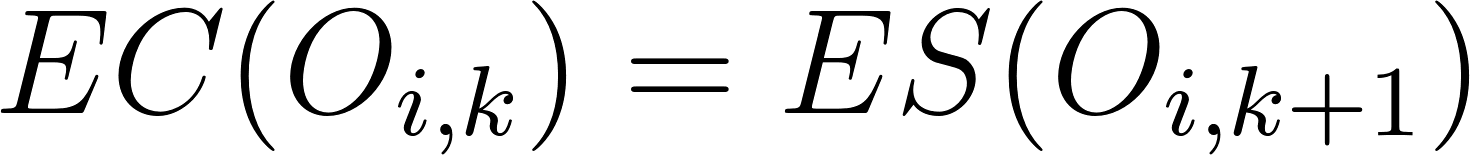 EC(O_{i,k}) = ES(O_{i,k+1})